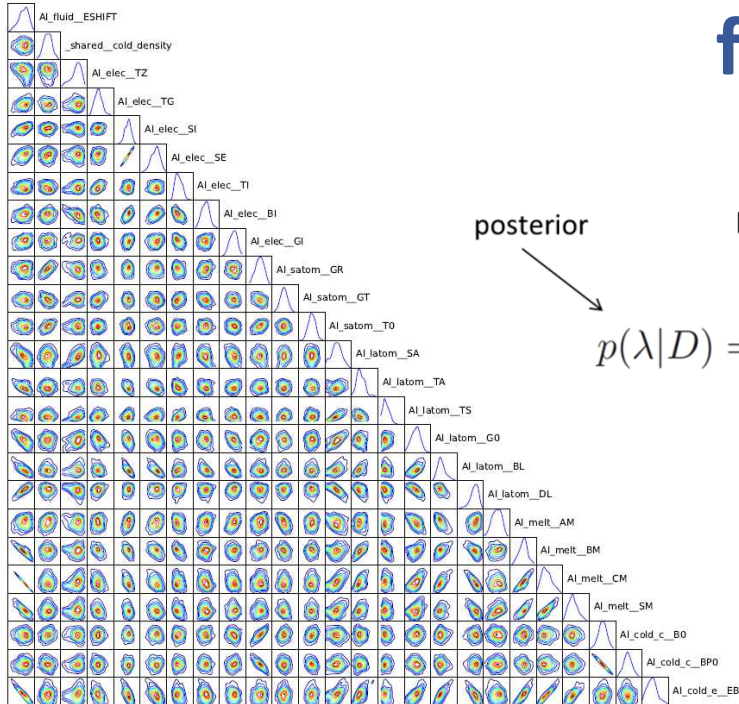 Al_fluid__ESHIFT
f
_shared__cold_density
Al_elec__TZ
Al_elec__TG
Al_elec__SI
Al_elec__SE
Al_elec__TI
Al_elec__BI
posterior
Al_elec__GI
Al_satom__GR
Al_satom__GT
Al_satom__T0
p(λ|D) =
Al_latom__SA
Al_latom__TA
Al_latom__TS
Al_latom__G0
Al_latom__BL
Al_latom__DL
Al_melt__AM
Al_melt__BM
Al_melt__CM
Al_melt__SM
Al_cold_c__B0
Al_cold_c__BP0
Al_cold_e__EB